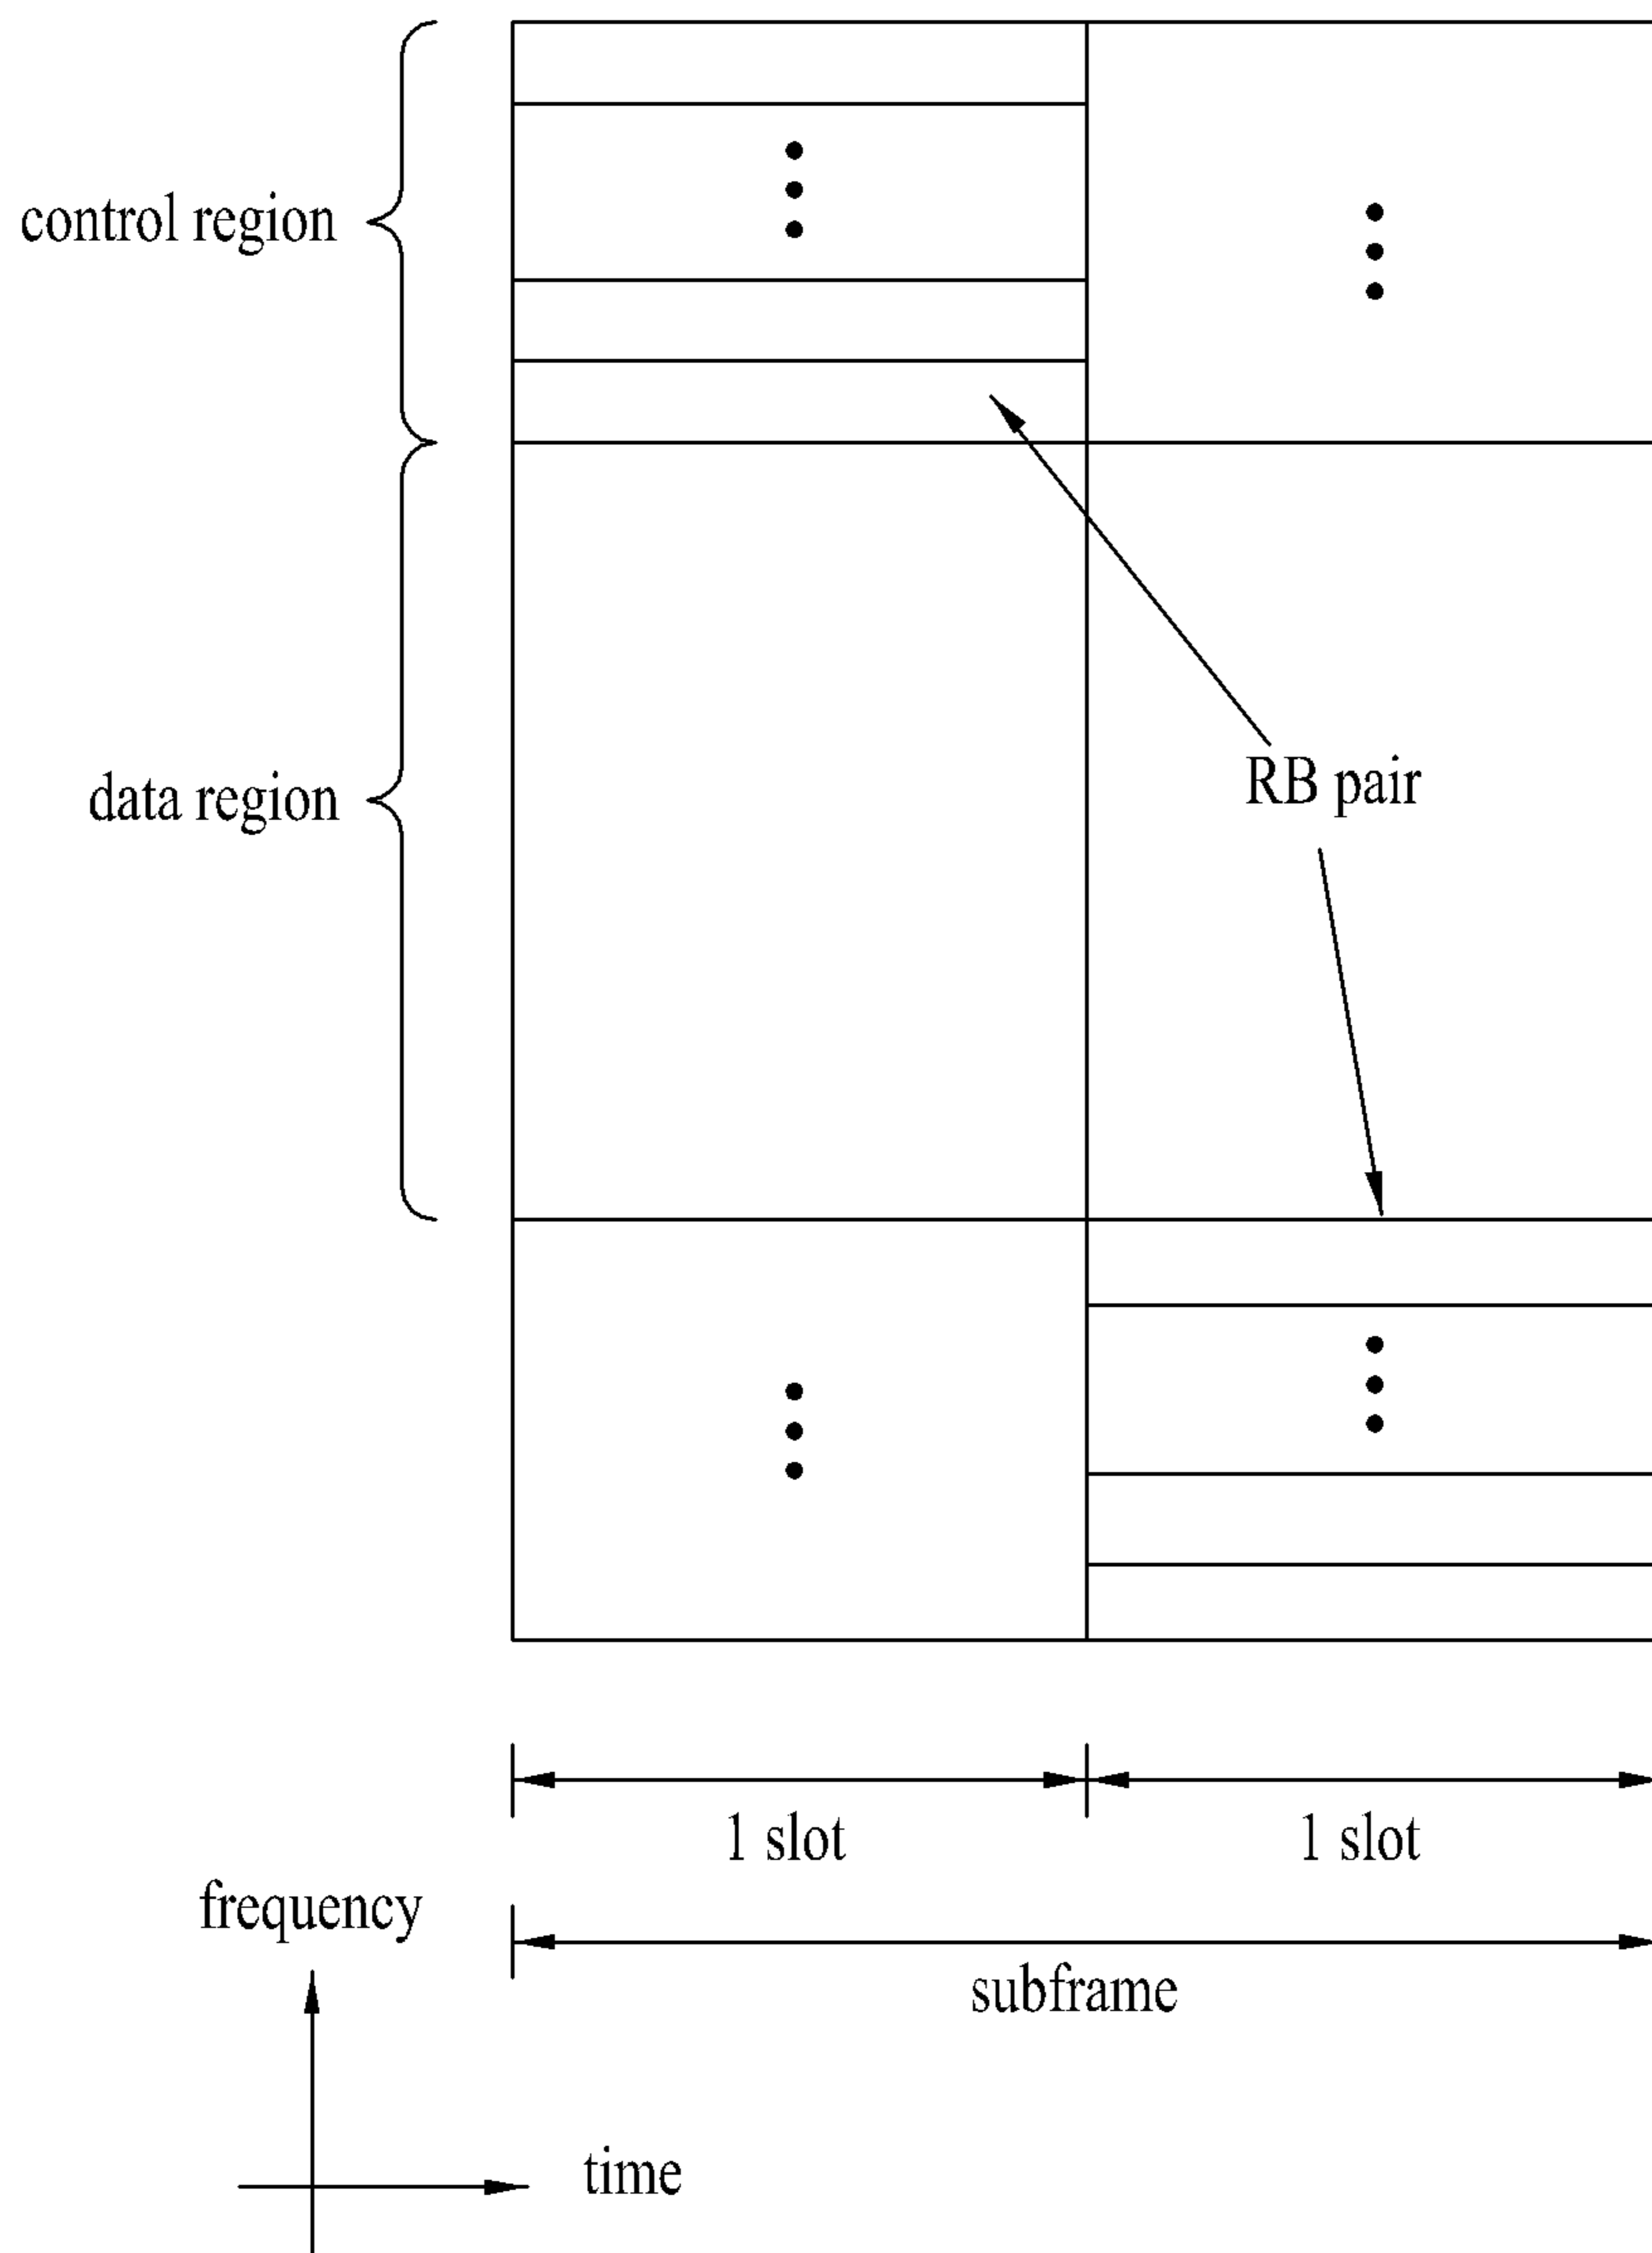 control region
data region
RB pair
1 slot
1 slot
frequency
subframe
time